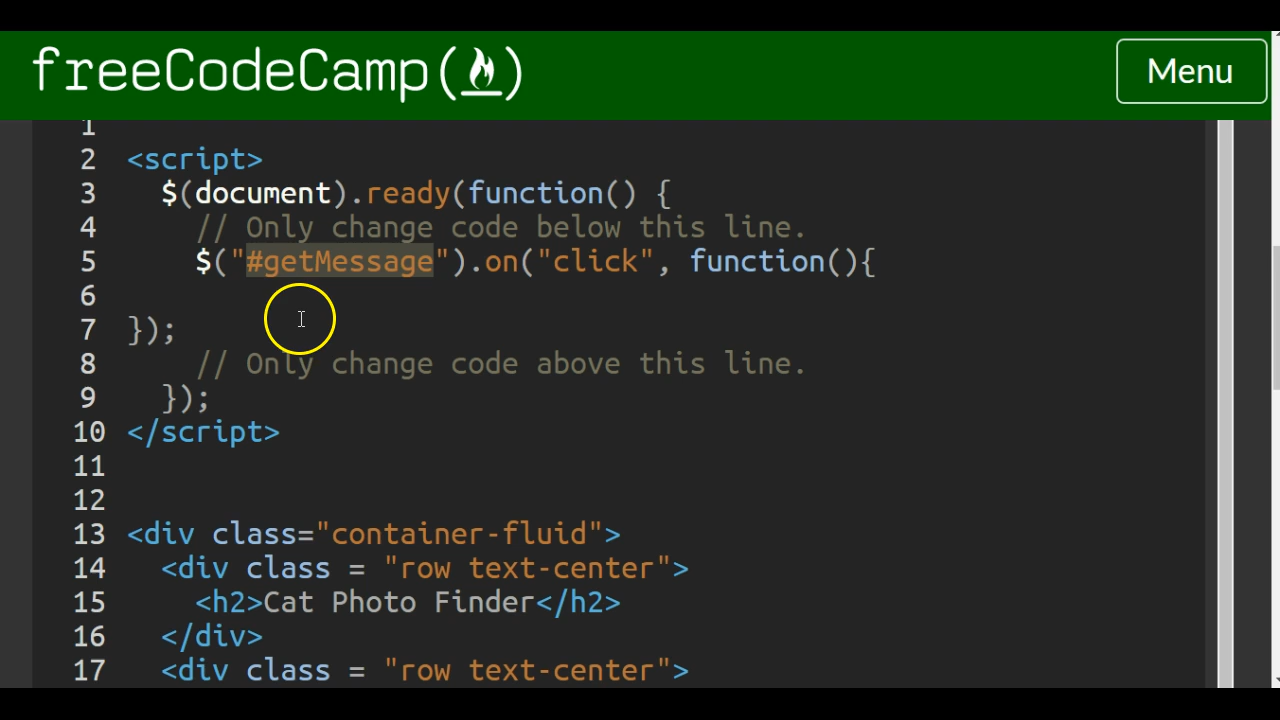 freeCodeCamp(🔥)
Menu
1
2 <script>
3 $(document).ready(function() {
4 // Only change code below this line.
5 $("#getMessage").on("click", function(){
6
7 });
8 // Only change code above this line.
9 });
10 </script>
11
12
13 <div class="container-fluid">
14 <div class = "row text-center">
15 <h2>Cat Photo Finder</h2>
16 </div>
17 <div class = "row text-center">